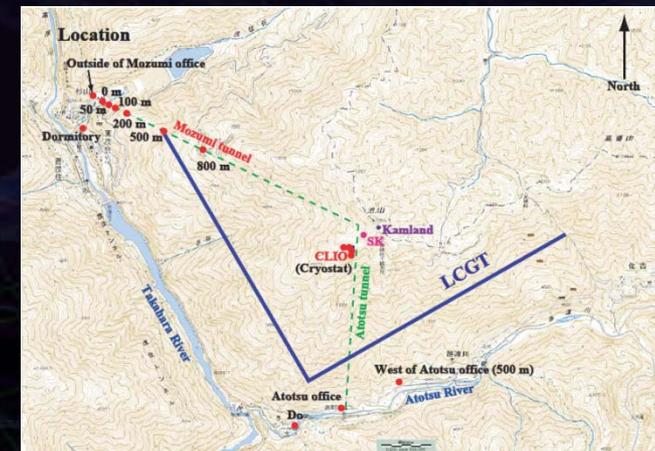 Location
Outside of Mozumi office
0 m
50 m
100 m
200 m
Dormitory
500 m
Mozumi tunnel
800 m
North
Kamland
SK
CLIO
(Cryostat)
LCGT
Atotsu tunnel
Takahara River
West of Atotsu office (500 m)
Atotsu office
Atotsu River
Do